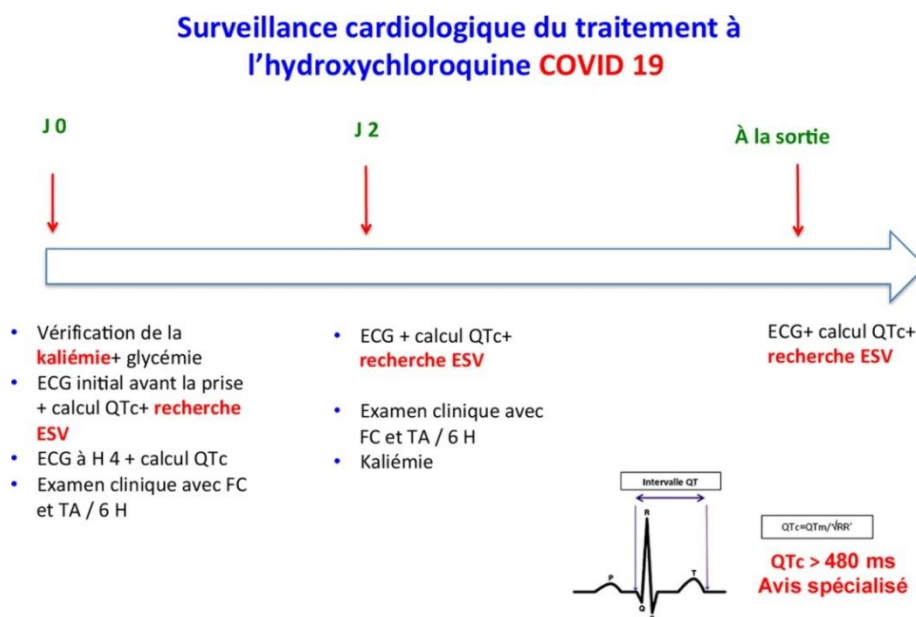 Surveillance cardiologique du traitement à
l'hydroxychloroquine COVID 19
J 0
J 2
À la sortie
• Vérification de la
kaliémie+ glycémie
• ECG initial avant la prise
+ calcul QTc+ recherche
ESV
• ECG à H 4 + calcul QTc
• Examen clinique avec FC
et TA / 6 H
• ECG + calcul QTc+
recherche ESV
• Examen clinique avec
FC et TA / 6 H
• Kaliémie
ECG+ calcul QTc+
recherche ESV
Intervalle QT
R
P
T
Q
QTc=QTm/√RR'
QTc > 480 ms
Avis spécialisé